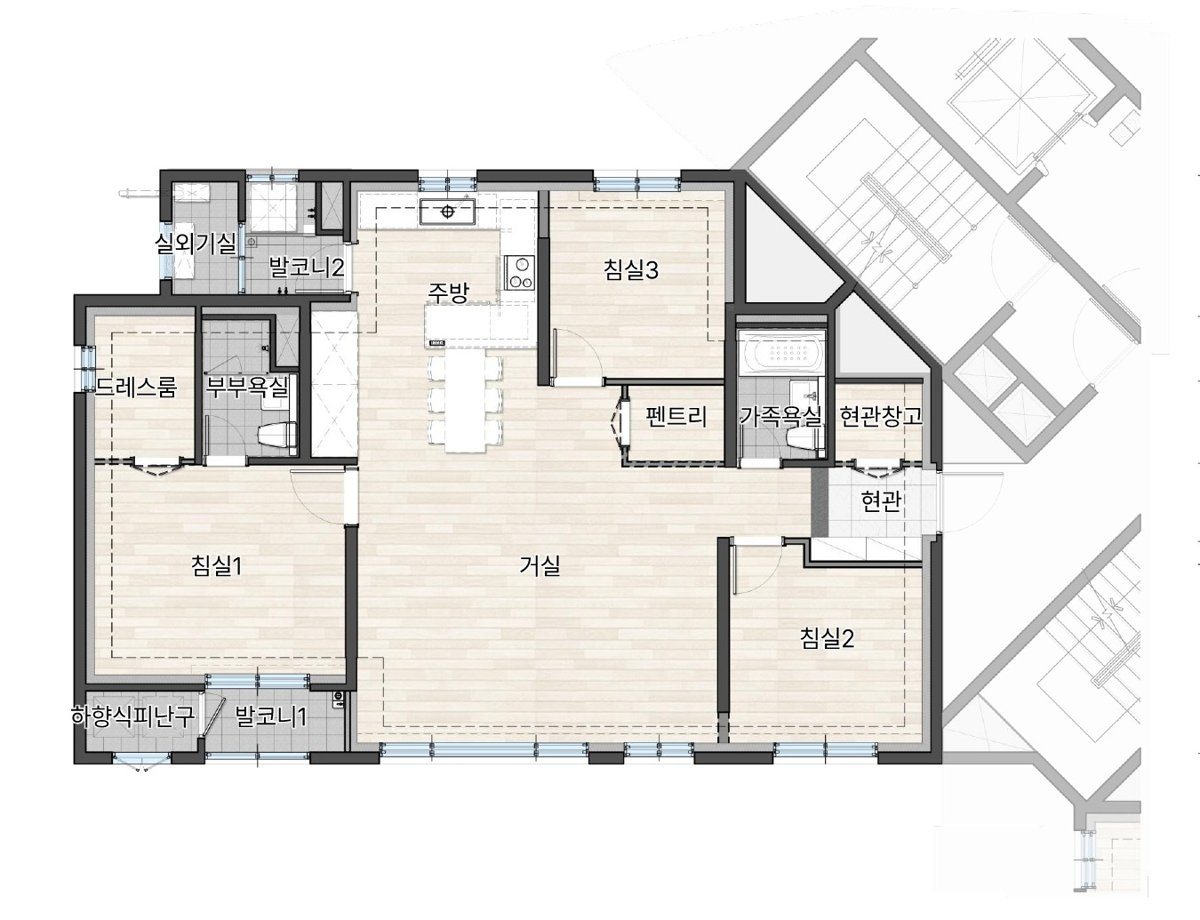 실외기실
발코니2
주방
침실3
드레스룸
부부욕실
펜트리
가족욕실
현관창고
현관
침실1
거실
침실2
하향식피난구
발코니1